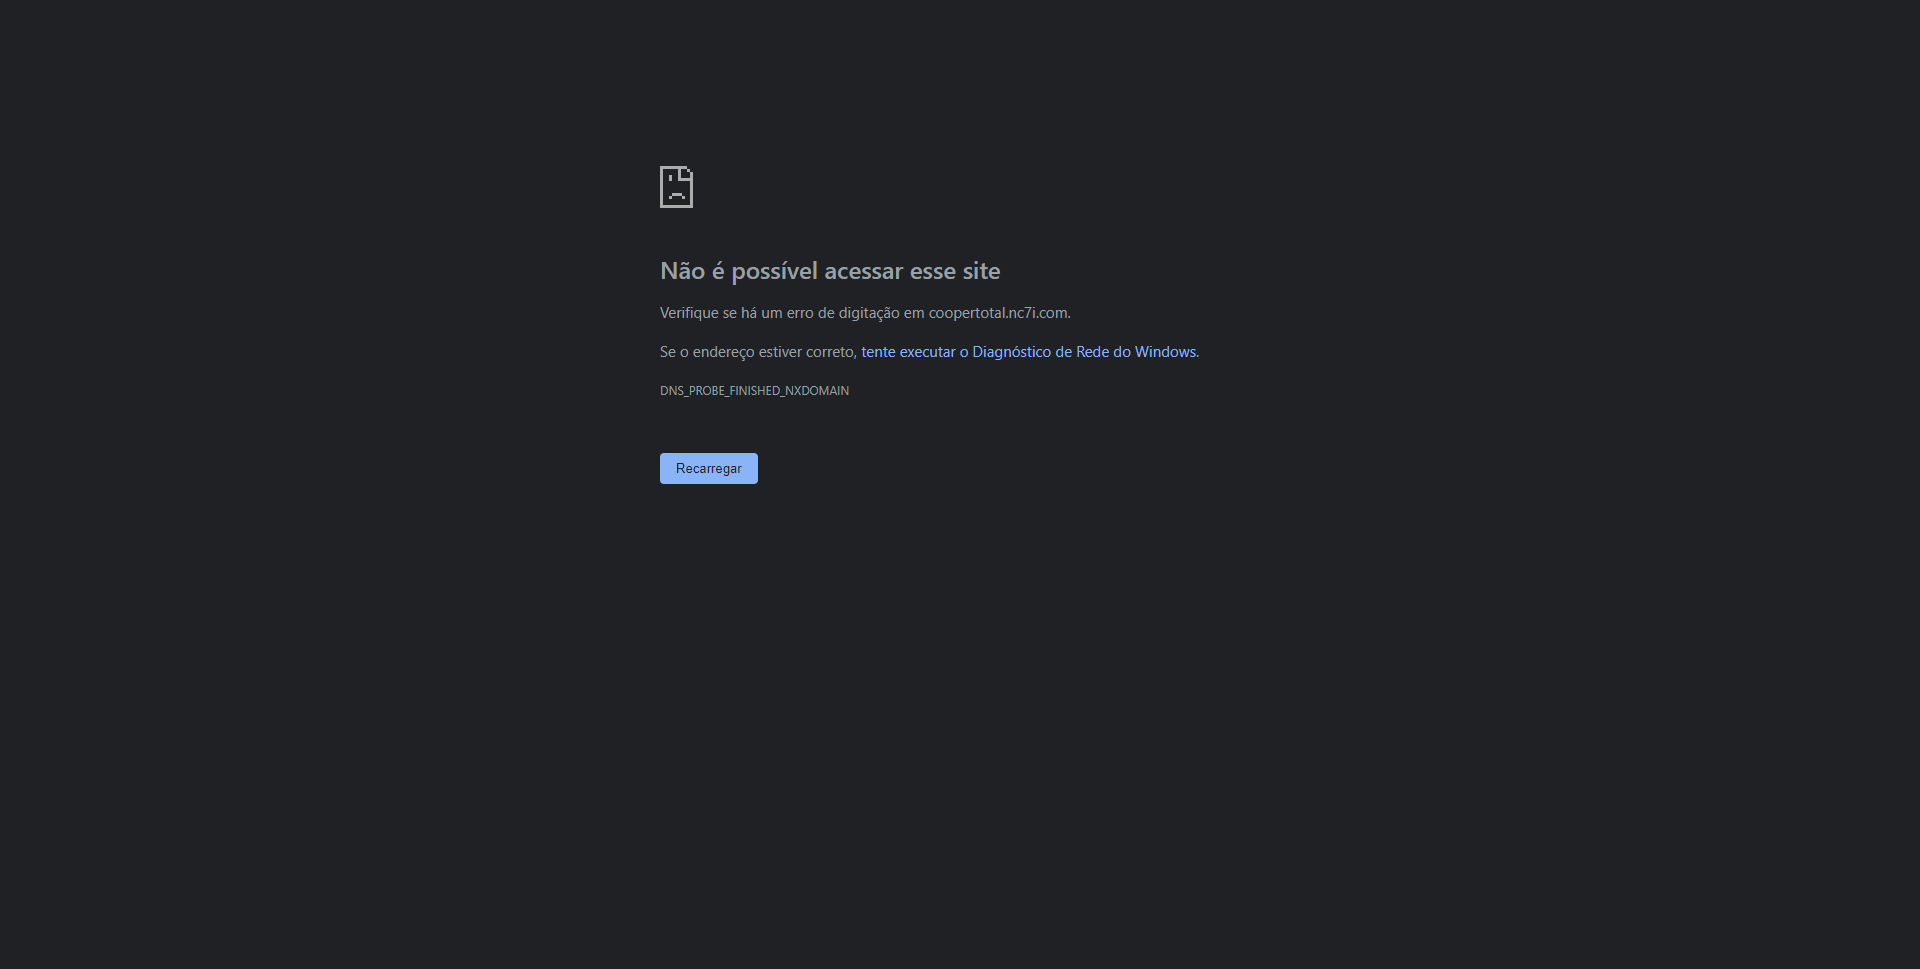 Não é possível acessar esse site
Verifique se há um erro de digitação em coopertotal.nc7i.com.
Se o endereço estiver correto, tente executar o Diagnóstico de Rede do Windows.
DNS_PROBE_FINISHED_NXDOMAIN
Recarregar